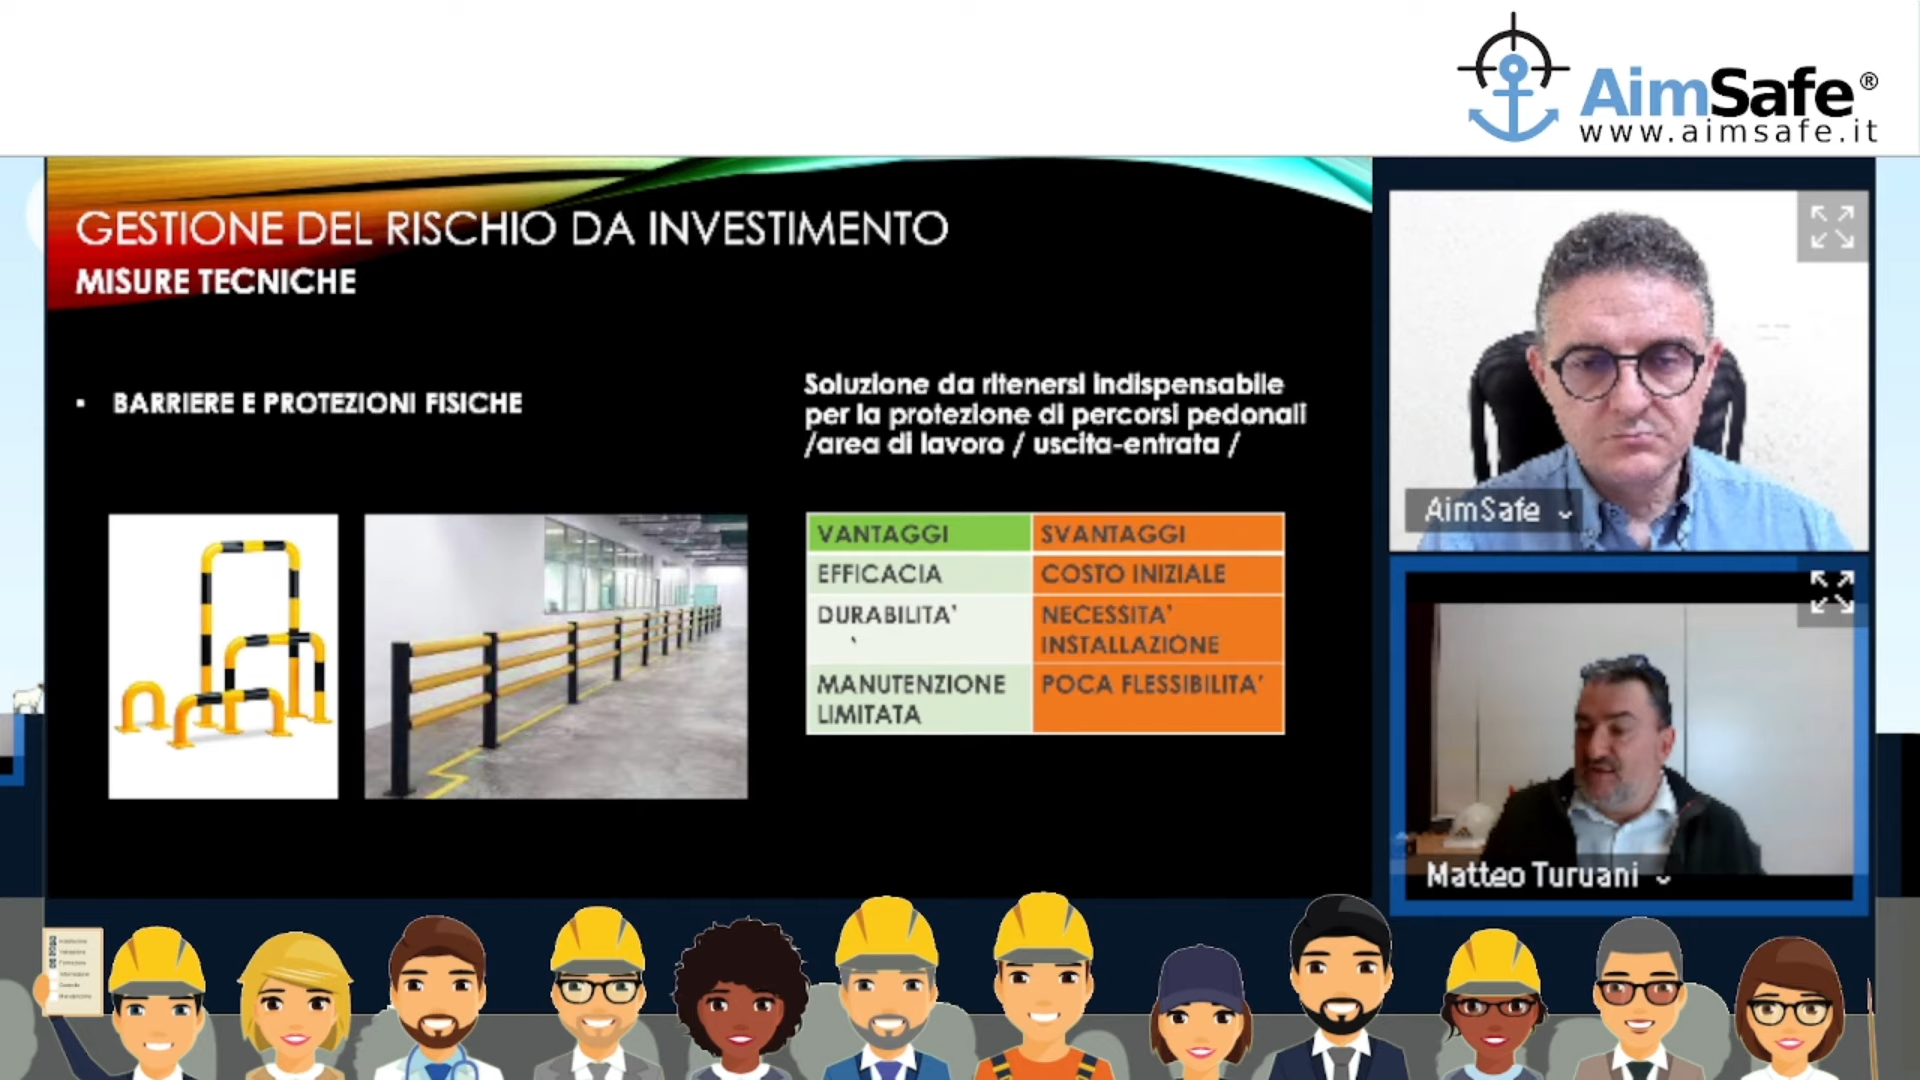 AimSafe®
www.aimsafe.it
GESTIONE DEL RISCHIO DA INVESTIMENTO
MISURE TECNICHE
▪ BARRIERE E PROTEZIONI FISICHE
Soluzione da ritenersi indispensabile
per la protezione di percorsi pedonali
/area di lavoro / uscita-entrata /
VANTAGGI SVANTAGGI
EFFICACIA COSTO INIZIALE
DURABILITA' NECESSITA'
INSTALLAZIONE
MANUTENZIONE POCA FLESSIBILITA'
LIMITATA
AimSafe
Matteo Turuani